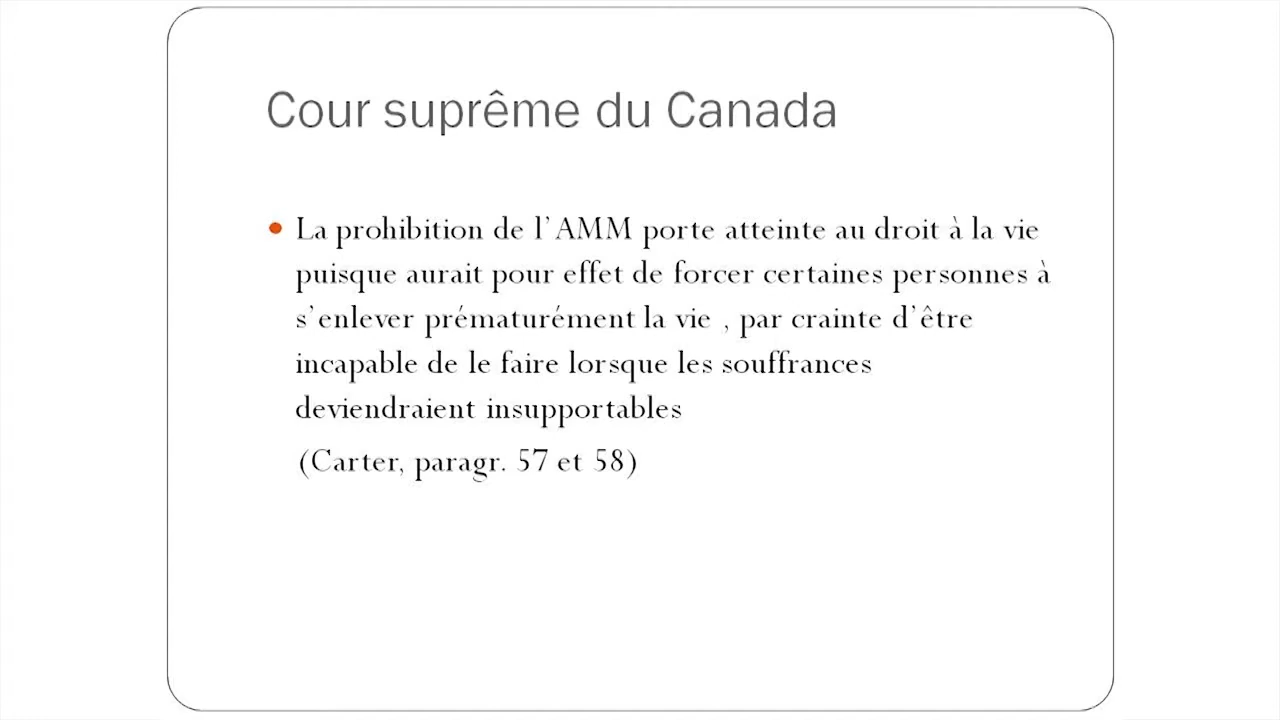 Cour suprême du Canada
La prohibition de l'AMM porte atteinte au droit à la vie
puisque aurait pour effet de forcer certaines personnes à
s'enlever prématurément la vie , par crainte d'être
incapable de le faire lorsque les souffrances
deviendraient insupportables
(Carter, paragr. 57 et 58)